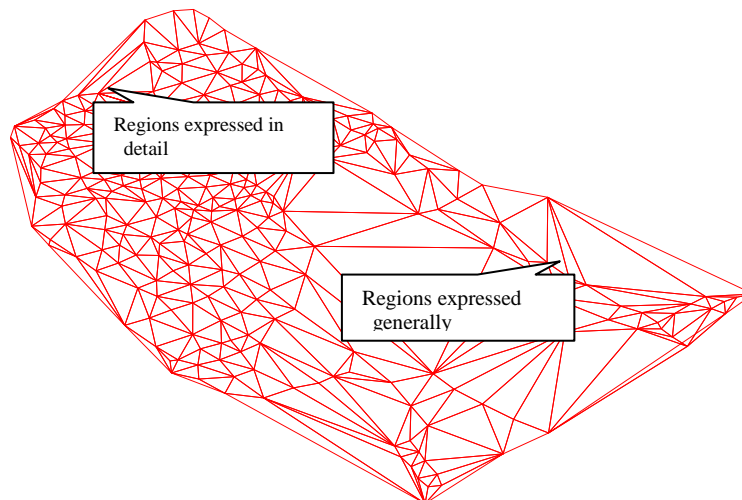 Regions expressed in
detail
Regions expressed
generally